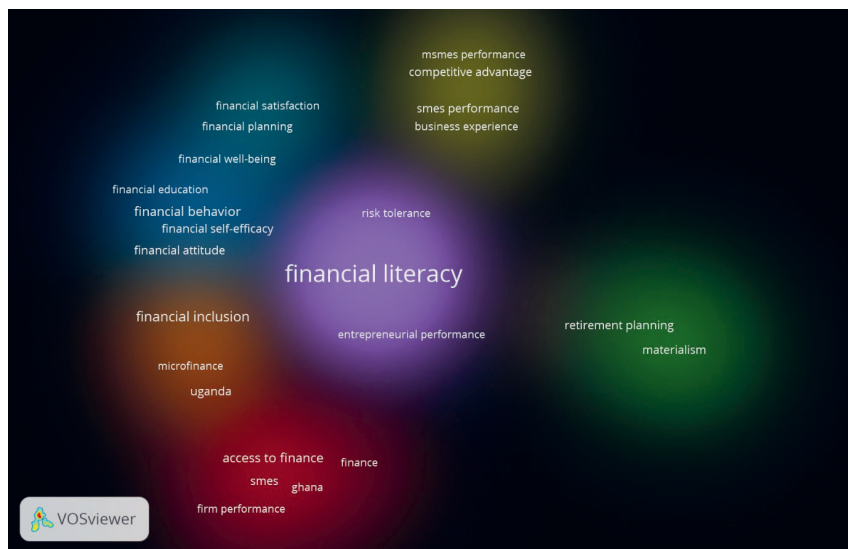 msmes performance
competitive advantage
financial satisfaction
smes performance
financial planning
business experience
financial well-being
financial education
financial behavior
risk tolerance
financial self-efficacy
financial attitude
financial literacy
financial inclusion
retirement planning
entrepreneurial performance
materialism
microfinance
uganda
access to finance
finance
smes
ghana
firm performance
VOSviewer